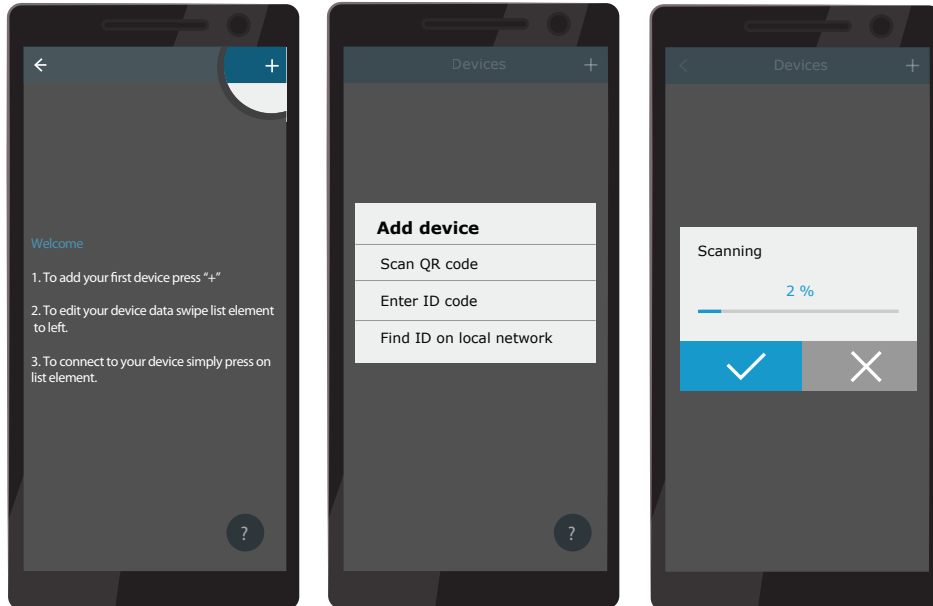 +
Welcome
1. To add your first device press “+”
2. To edit your device data swipe list element
to left.
3. To connect to your device simply press on
list element.
?
Devices +
Add device
Scan QR code
Enter ID code
Find ID on local network
?
Devices +
Scanning
2 %